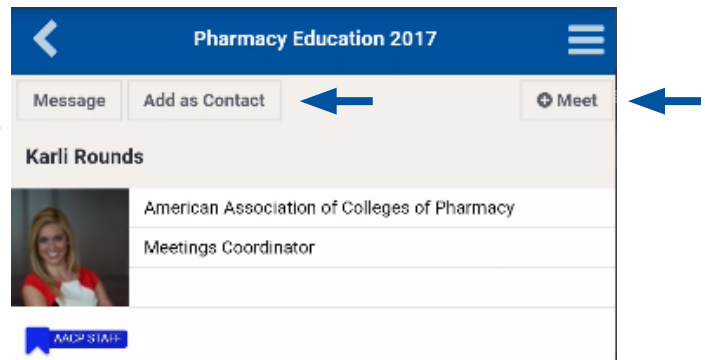 Pharmacy Education 2017
Message Add as Contact Meet
Karli Rounds
American Association of Colleges of Pharmacy
Meetings Coordinator
AACP STAFF